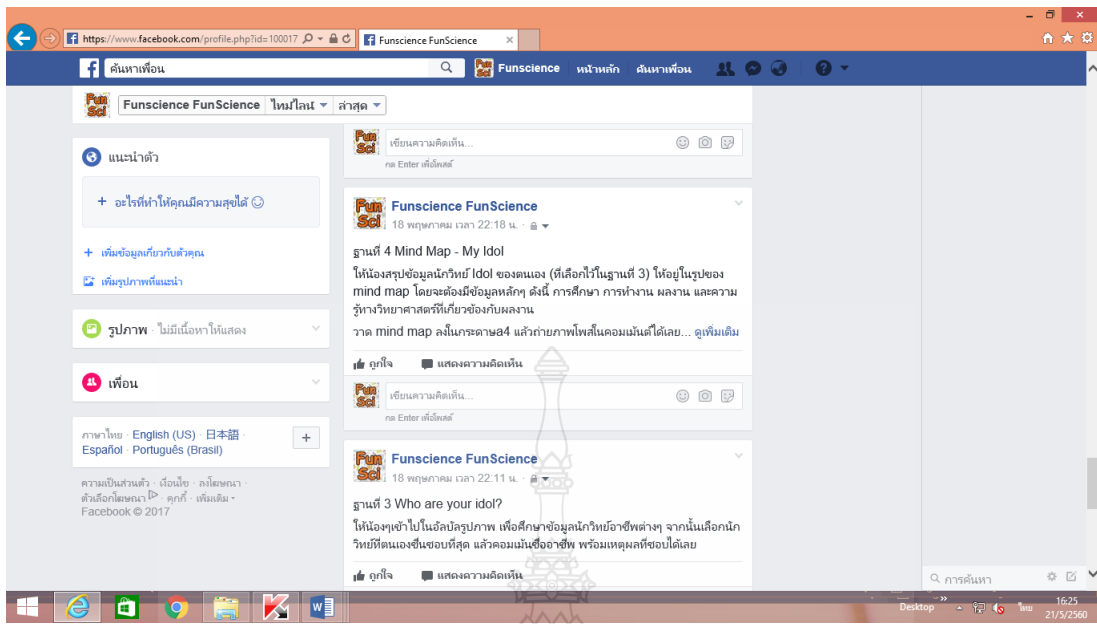 https://www.facebook.com/profile.php?id=100017
Funscience FunScience
ค้นหาเพื่อน
Funscience หน้าหลัก ค้นหาเพื่อน
Fun Sci
Funscience FunScience ไทม์ไลน์ ล่าสุด
แนะนำตัว
+ อะไรที่ทำให้คุณมีความสุขได้
+ เพิ่มข้อมูลเกี่ยวกับตัวคุณ
เพิ่มรูปภาพที่แนะนำ
รูปภาพ · ไม่มีเนื้อหาให้แสดง
เพื่อน
ภาษาไทย · English (US) · 日本語 ·
Español · Português (Brasil)
+
ความเป็นส่วนตัว · เงื่อนไข · ลงโฆษณา ·
ตัวเลือกโฆษณา · คุกกี้ · เพิ่มเติม
Facebook © 2017
Fun Sci
เขียนความคิดเห็น...
กด Enter เพื่อโพสต์
Fun Sci
Funscience FunScience
18 พฤษภาคม เวลา 22:18 น. ·
ฐานที่ 4 Mind Map - My Idol
ให้น้องสรุปข้อมูลนักวิทย์ Idol ของตนเอง (ที่เลือกไว้ในฐานที่ 3) ให้อยู่ในรูปของ
mind map โดยจะต้องมีข้อมูลหลักๆ ดังนี้ การศึกษา การทำงาน ผลงาน และความ
รู้ทางวิทยาศาสตร์ที่เกี่ยวข้องกับผลงาน
วาด mind map ลงในกระดาษa4 แล้วถ่ายภาพโพสในคอมเม้นต์ได้เลย... ดูเพิ่มเติม
ถูกใจ แสดงความคิดเห็น
Fun Sci
เขียนความคิดเห็น...
กด Enter เพื่อโพสต์
Fun Sci
Funscience FunScience
18 พฤษภาคม เวลา 22:11 น. ·
ฐานที่ 3 Who are your idol?
ให้น้องๆเข้าไปในอัลบัลรูปภาพ เพื่อศึกษาข้อมูลนักวิทย์อาชีพต่างๆ จากนั้นเลือกนัก
วิทย์ที่ตนเองชื่นชอบที่สุด แล้วคอมเม้นชื่ออาชีพ พร้อมเหตุผลที่ชอบได้เลย
ถูกใจ แสดงความคิดเห็น
การค้นหา
Desktop
ไทย
16:25
21/5/2560